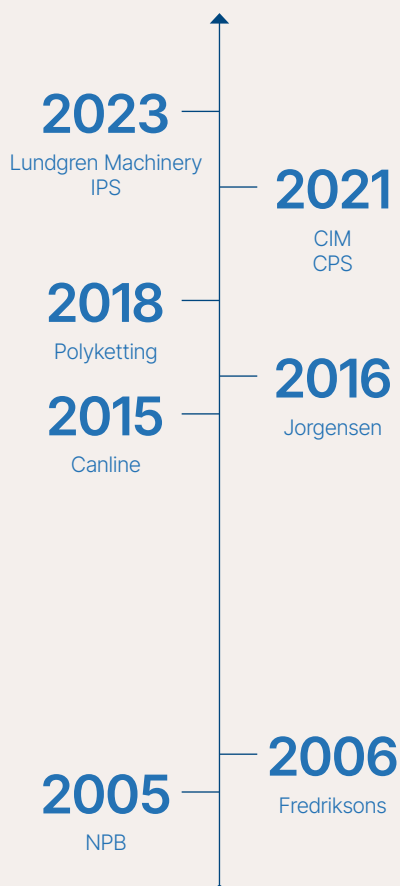 2023
Lundgren Machinery
IPS
2021
CIM
CPS
2018
Polyketting
2016
Jorgensen
2015
Canline
2006
Fredriksons
2005
NPB